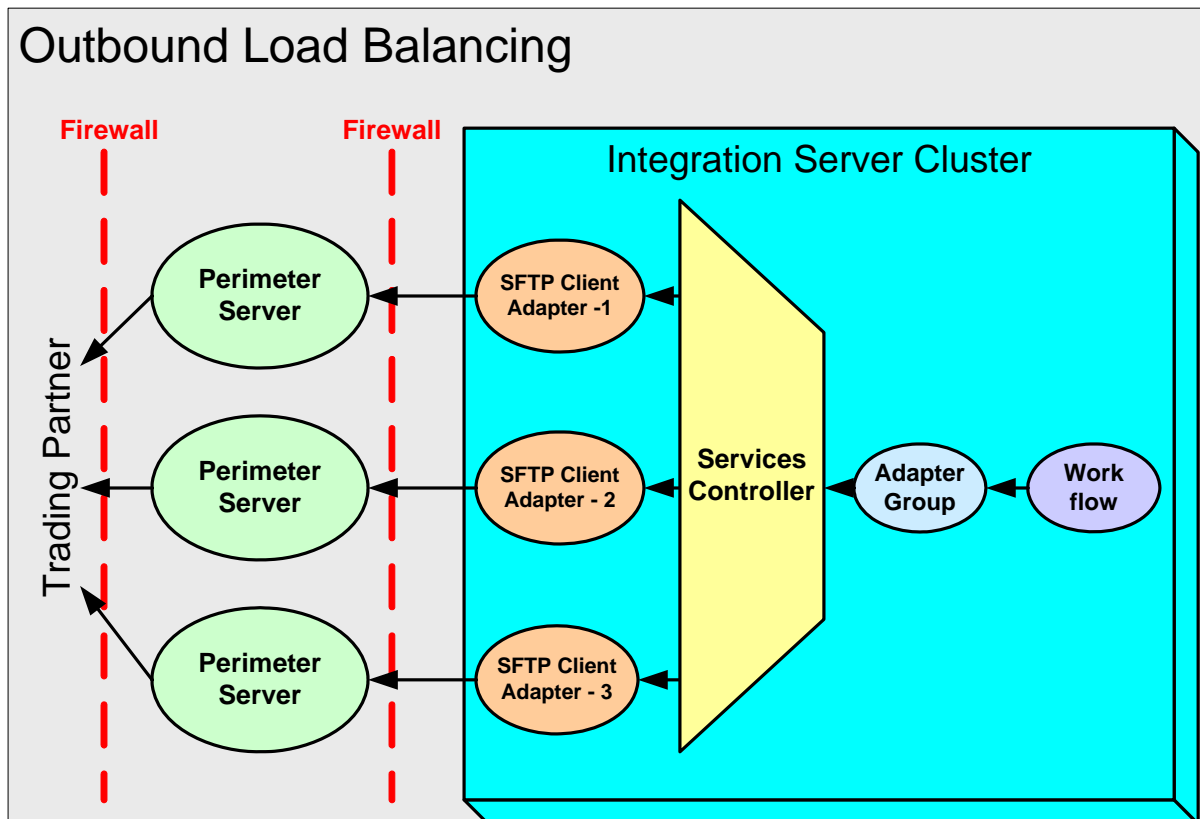 Outbound Load Balancing
Firewall
Firewall
Integration Server Cluster
Perimeter
Server
SFTP Client
Adapter -1
Trading Partner
Perimeter
Server
SFTP Client
Adapter - 2
Services
Controller
Adapter
Group
Work
flow
Perimeter
Server
SFTP Client
Adapter - 3